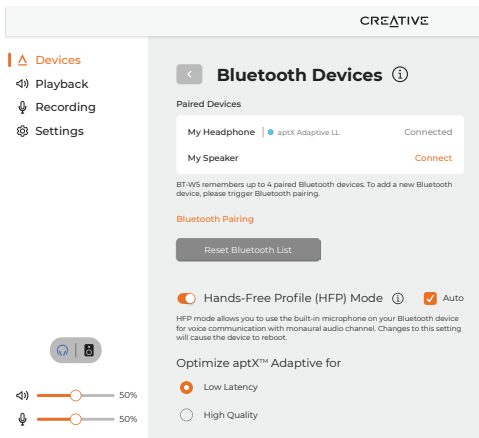 CREATIVE
Devices
Playback
Recording
Settings
50%
50%
Bluetooth Devices
Paired Devices
My Headphone aptX Adaptive LL Connected
My Speaker Connect
BT-W5 remembers up to 4 paired Bluetooth devices. To add a new Bluetooth
device, please trigger Bluetooth pairing.
Bluetooth Pairing
Reset Bluetooth List
Hands-Free Profile (HFP) Mode Auto
HFP mode allows you to use the built-in microphone on your Bluetooth device
for voice communication with monaural audio channel. Changes to this setting
will cause the device to reboot.
Optimize aptX™ Adaptive for
Low Latency
High Quality